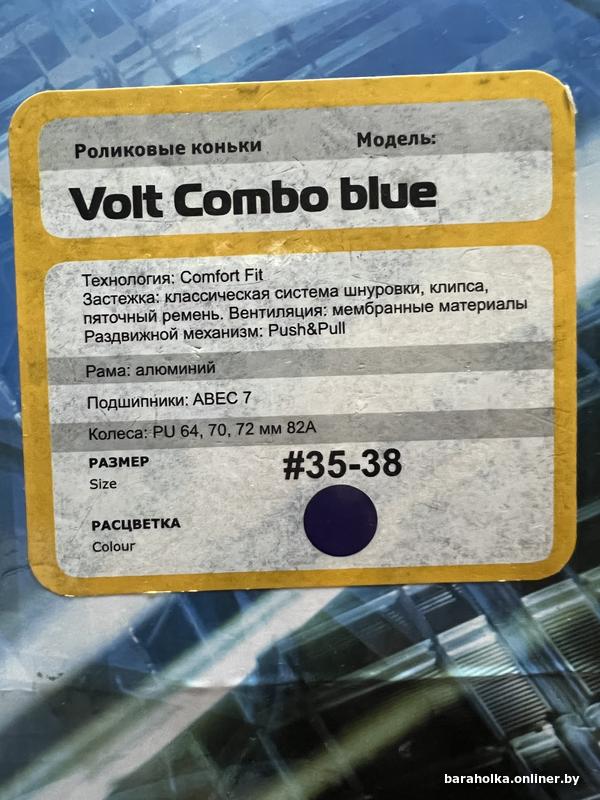 Роликовые коньки
Модель:
Volt Combo blue
Технология: Comfort Fit
Застежка: классическая система шнуровки, клипса,
пяточный ремень. Вентиляция: мембранные материалы
Раздвижной механизм: Push&Pull
Рама: алюминий
Подшипники: ABEC 7
Колеса: PU 64, 70, 72 мм 82А
РАЗМЕР
#35-38
Size
РАСЦВЕТКА
Colour
baraholka.onliner.by